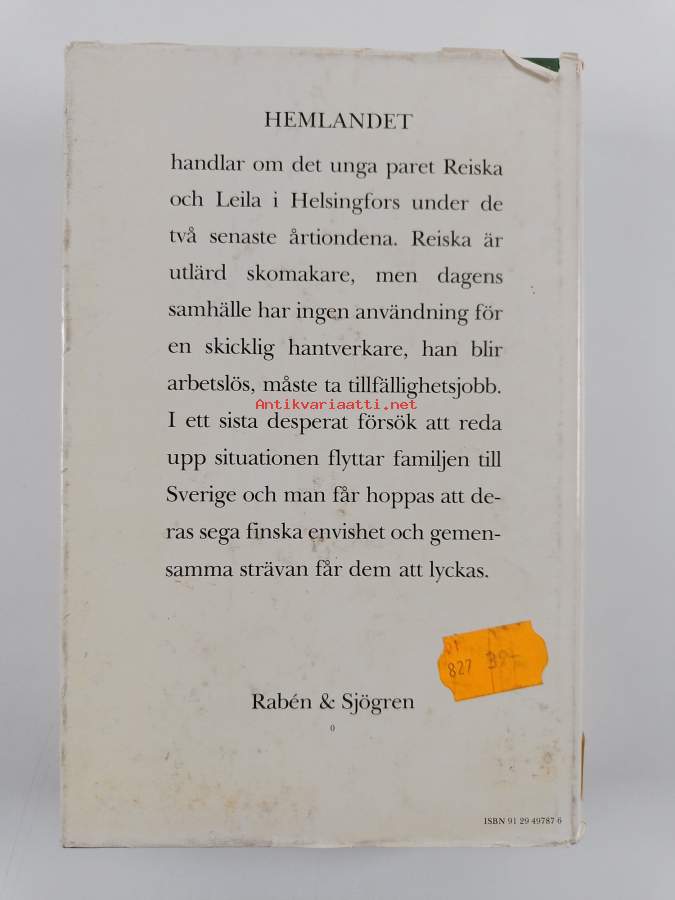 HEMLANDET
handlar om det unga paret Reiska
och Leila i Helsingfors under de
två senaste årtiondena. Reiska är
utlärd skomakare, men dagens
samhälle har ingen användning för
en skicklig hantverkare, han blir
arbetslös, måste ta tillfällighetsjobb.
Antikvariaatti.net
I ett sista desperat försök att reda
upp situationen flyttar familjen till
Sverige och man får hoppas att de-
ras sega finska envishet och gemen-
samma strävan får dem att lyckas.
827
Rabén & Sjögren
0
ISBN 91 29 49787 6